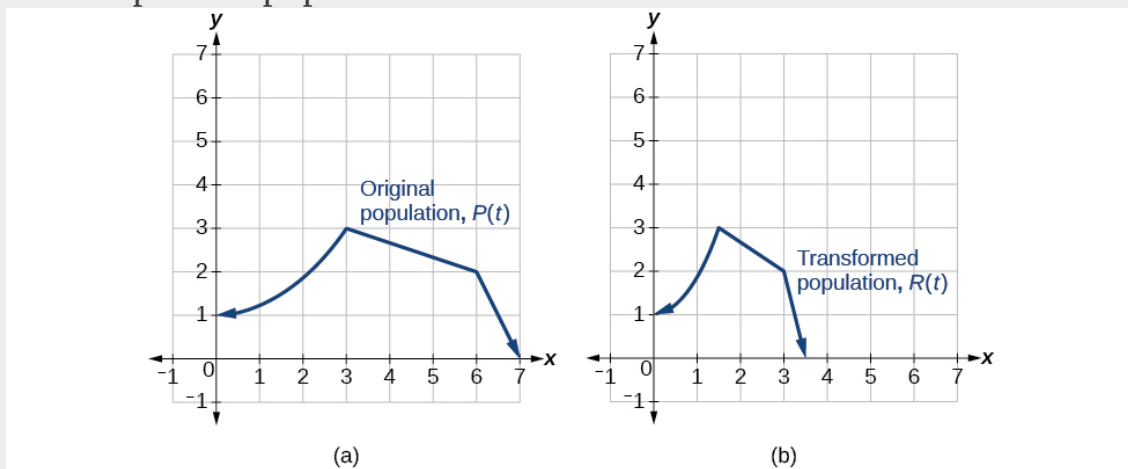 y
7
6
5
4
3
2
1
−1
Original
population, P(t)
−1 0 1 2 3 4 5 6 7 x
(a)
y
7
6
5
4
3
2
1
−1
Transformed
population, R(t)
−1 0 1 2 3 4 5 6 7 x
(b)